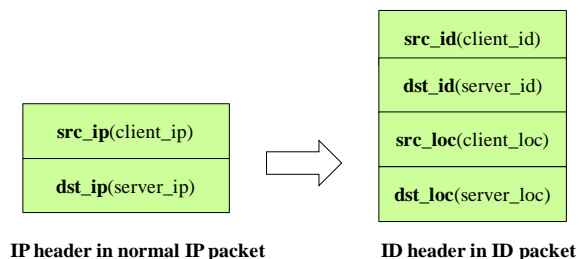 src_ip(client_ip)
dst_ip(server_ip)
IP header in normal IP packet
src_id(client_id)
dst_id(server_id)
src_loc(client_loc)
dst_loc(server_loc)
ID header in ID packet